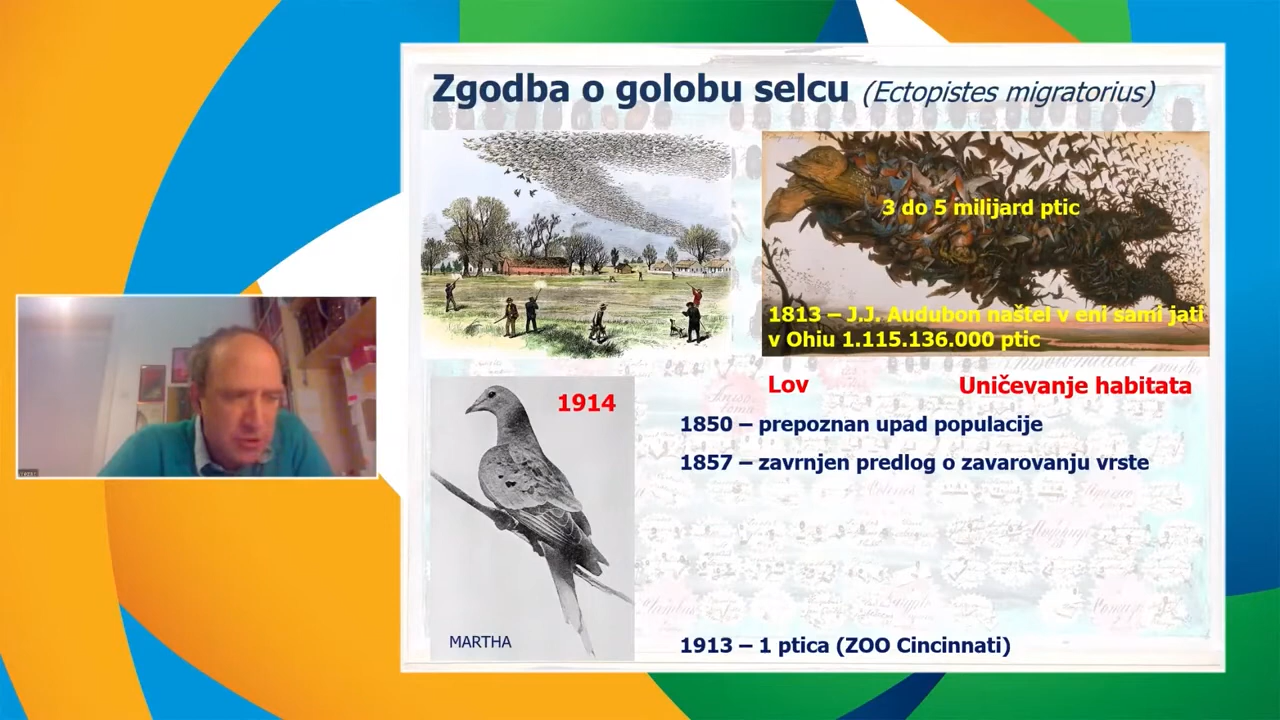 Zgodba o golobu selcu (Ectopistes migratorius)
3 do 5 milijard ptic
1813 – J.J. Audubon naštel v eni sami jati
v Ohiu 1.115.136.000 ptic
1914
MARTHA
Lov
Uničevanje habitata
1850 – prepoznan upad populacije
1857 – zavrnjen predlog o zavarovanju vrste
1913 – 1 ptica (ZOO Cincinnati)